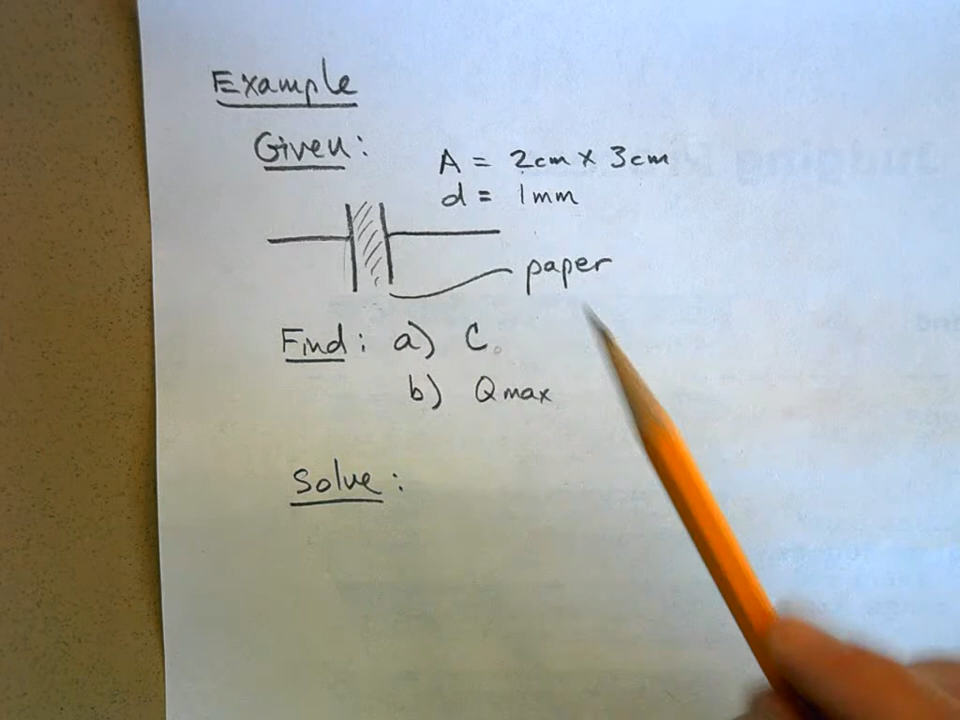 Example
Given:
A = 2cm x 3cm
d = 1mm
paper
Find: a) C
b) Qmax
Solve: